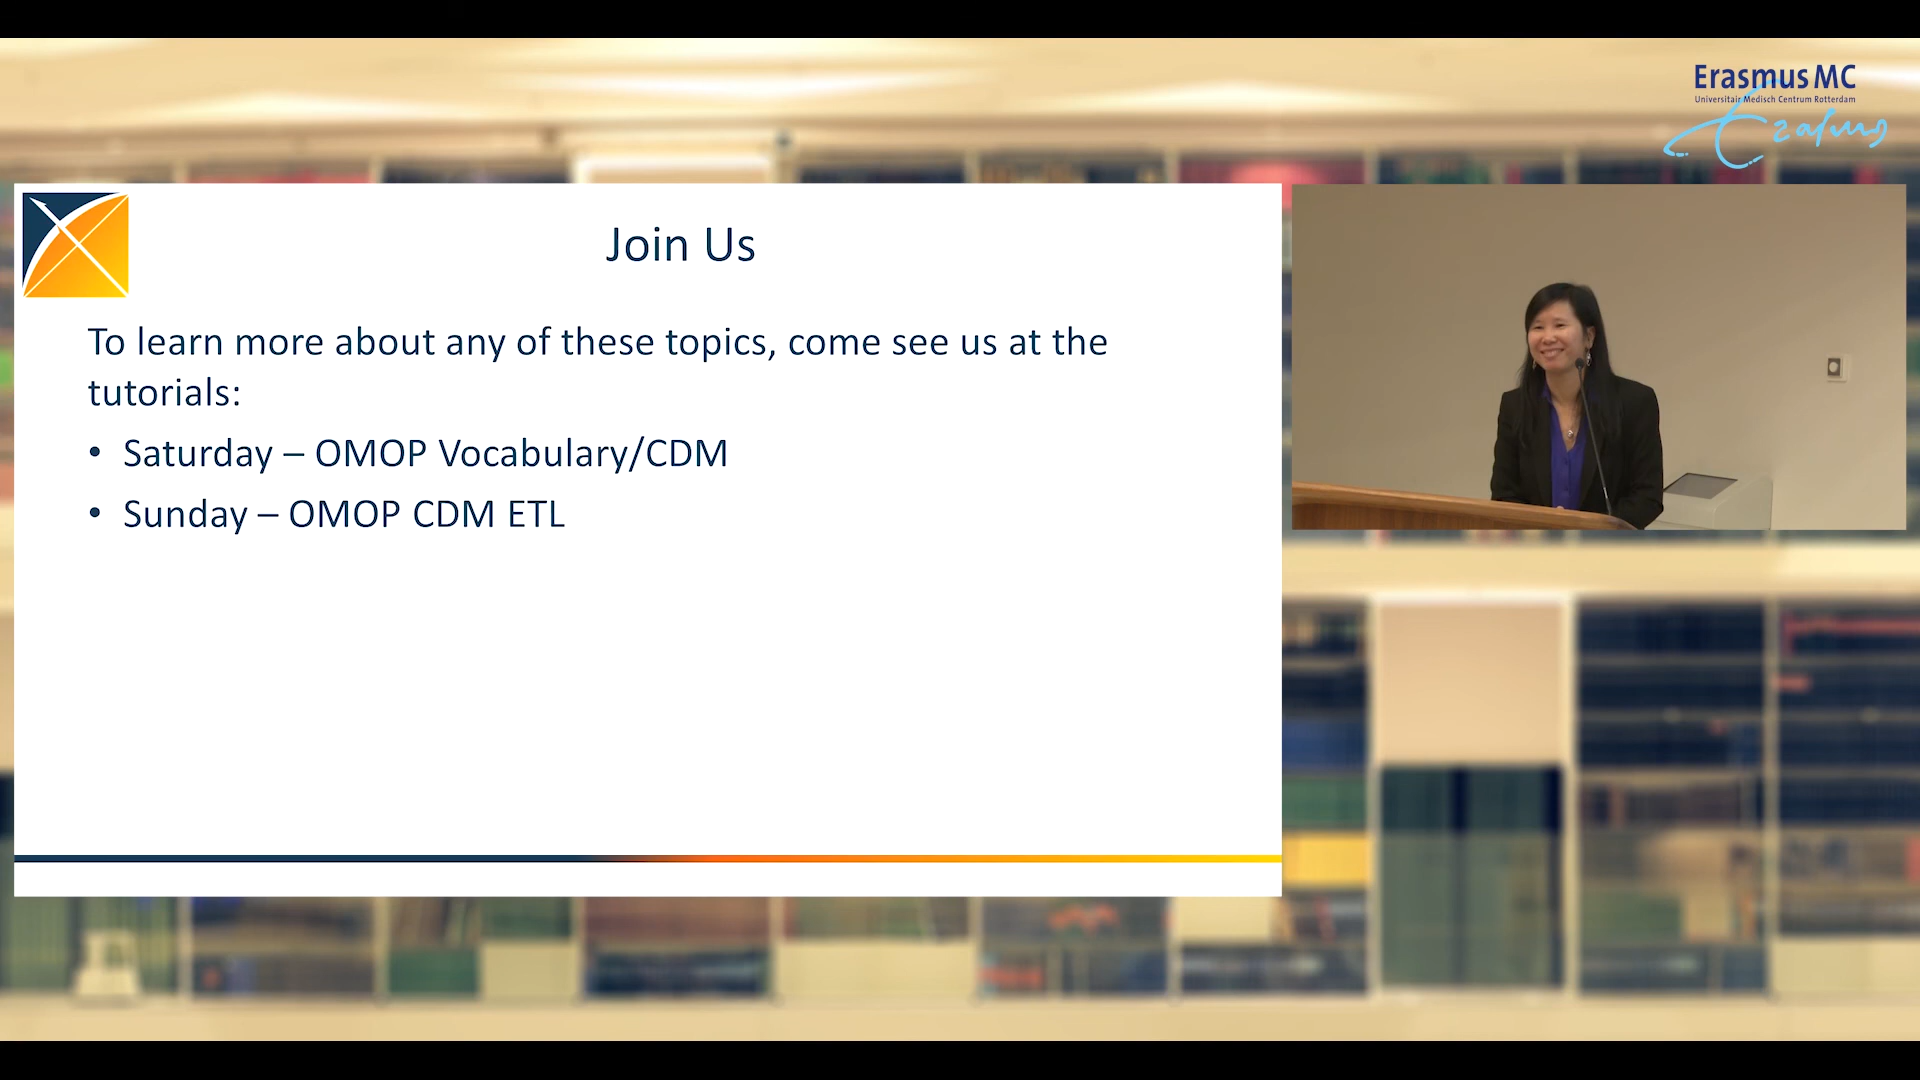 Erasmus MC
Universitair Medisch Centrum Rotterdam
Erasmus
Join Us
To learn more about any of these topics, come see us at the
tutorials:
• Saturday – OMOP Vocabulary/CDM
• Sunday – OMOP CDM ETL